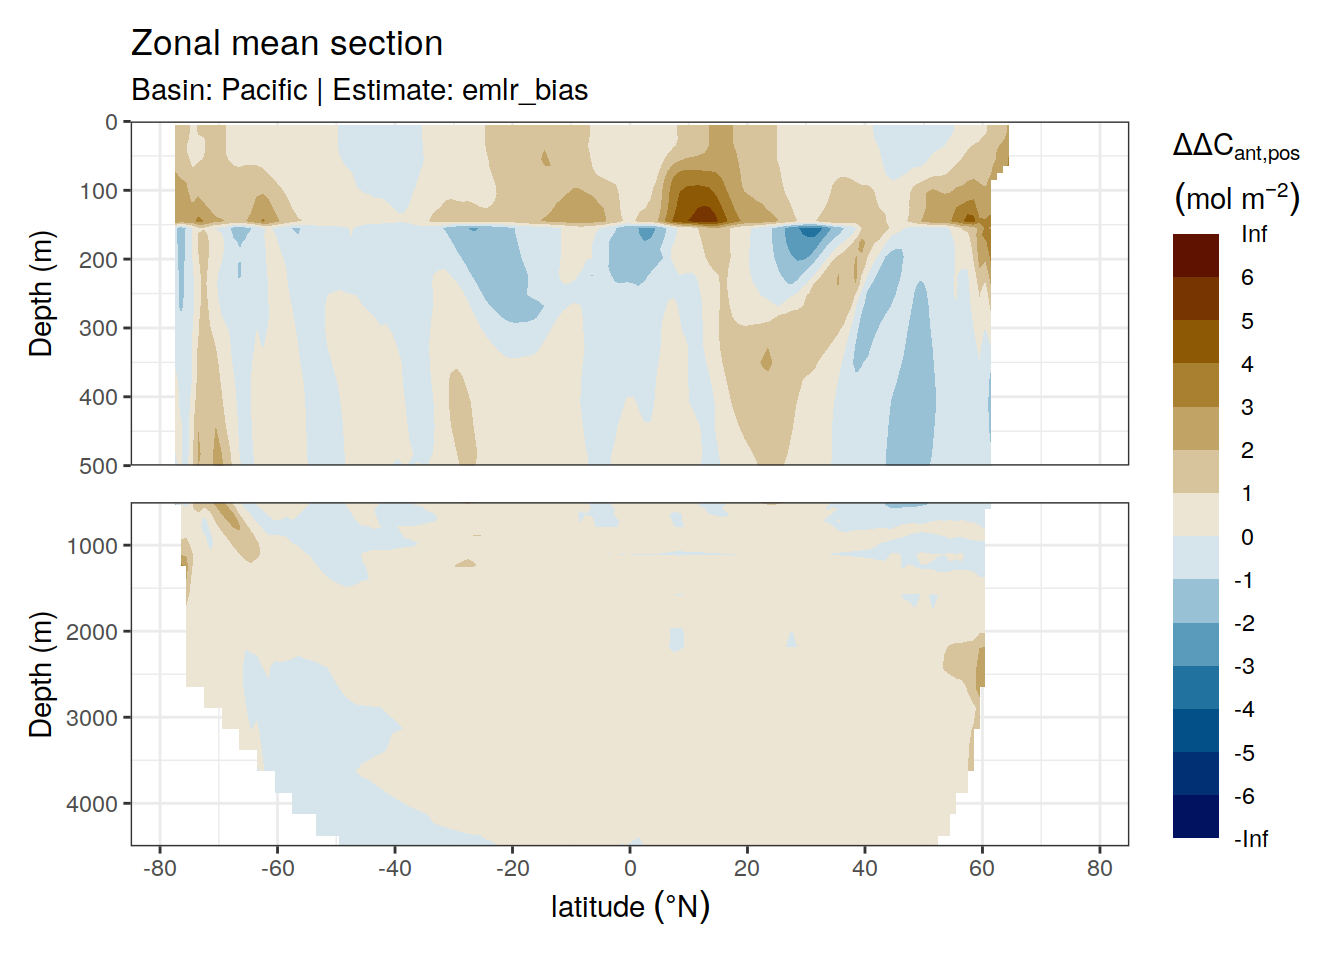 Zonal mean section
Basin: Pacific | Estimate: emlr_bias
0
100
200
300
400
500
Depth (m)
1000
2000
3000
4000
Depth (m)
-80 -60 -40 -20 0 20 40 60 80
latitude (°N)
ΔΔCant,pos
(mol m−2)
Inf
6
5
4
3
2
1
0
-1
-2
-3
-4
-5
-6
-Inf